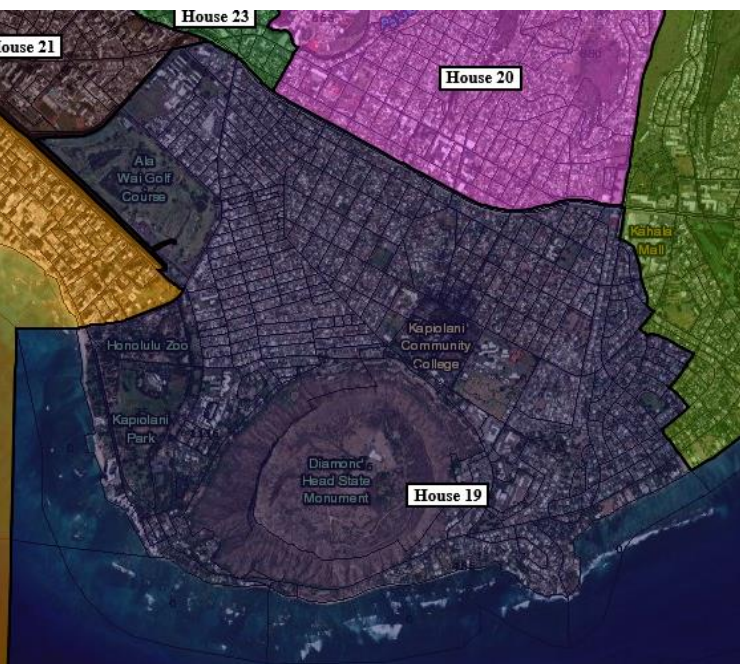 House 23
House 21
House 20
Ala
Wai Golf
Course
Kahala
Mall
Kapiolani
Community
College
Honolulu Zoo
Kapiolani
Park
Diamond
Head State
Monument
House 19